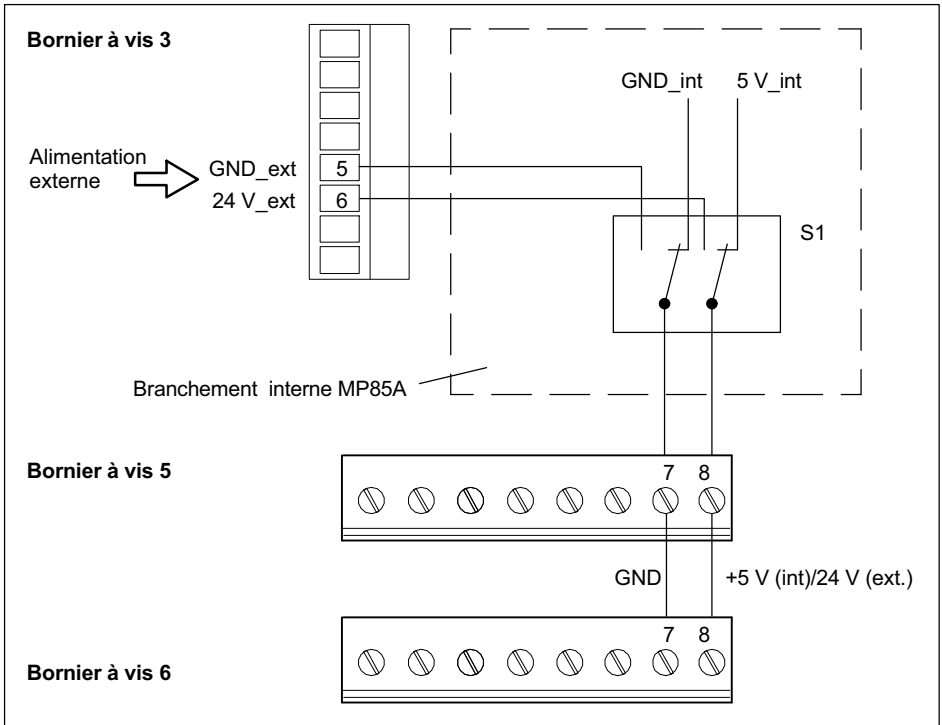 Bornier à vis 3
GND_int 5 V_int
Alimentation
externe
GND_ext 5
24 V_ext 6
S1
Branchement interne MP85A
Bornier à vis 5
7 8
GND +5 V (int)/24 V (ext.)
7 8
Bornier à vis 6